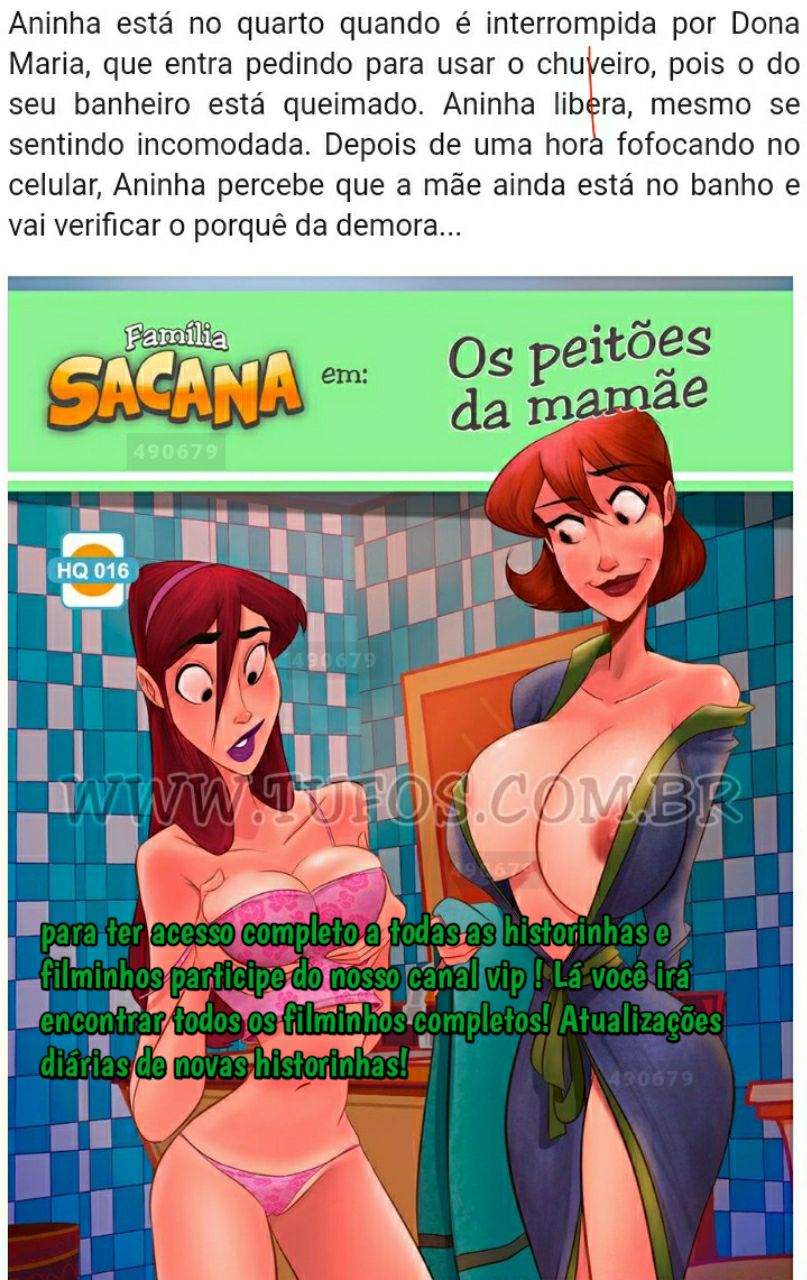 Aninha está no quarto quando é interrompida por Dona
Maria, que entra pedindo para usar o chuveiro, pois o do
seu banheiro está queimado. Aninha libera, mesmo se
sentindo incomodada. Depois de uma hora fofocando no
celular, Aninha percebe que a mãe ainda está no banho e
vai verificar o porquê da demora...
Família
SACANA em:
Os peitões
da mamãe
490679
HQ 016
490679
WWW.TUFOS.COM.BR
490679
para ter acesso completo a todas as historinhas e
filminhos participe do nosso canal vip ! Lá você irá
encontrar todos os filminhos completos! Atualizações
diárias de novas historinhas!
490679